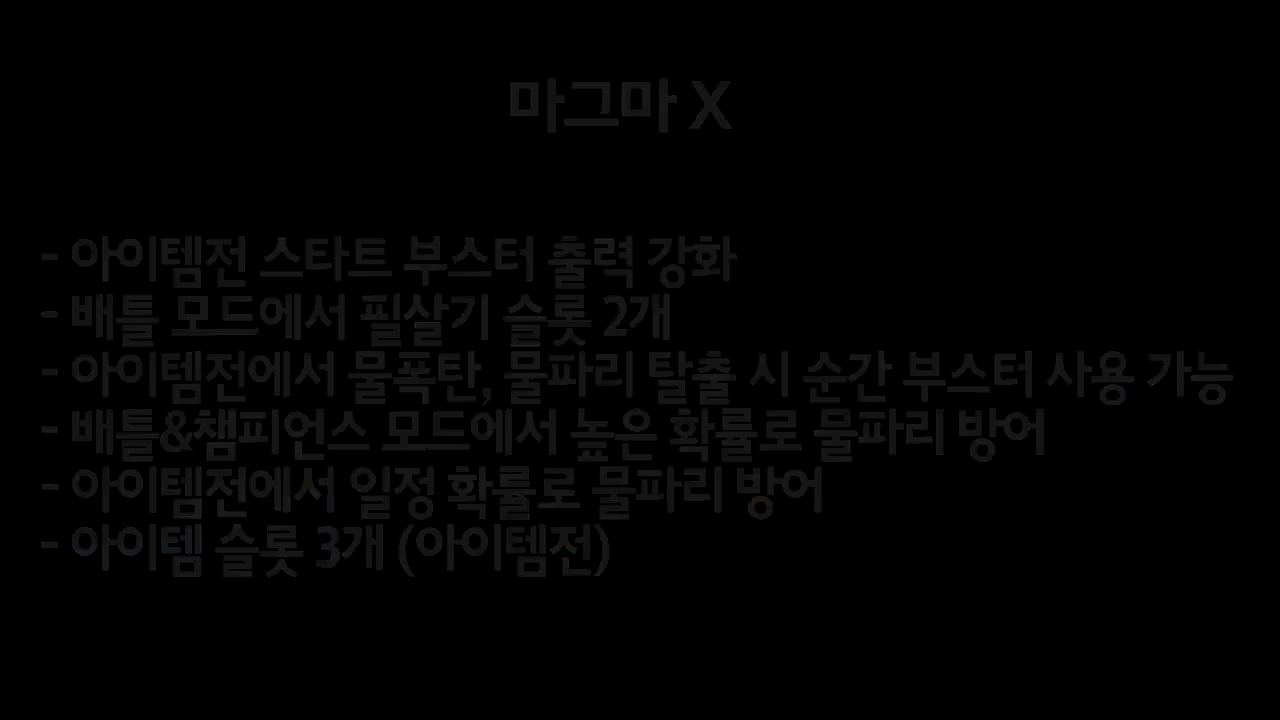 마그마 X
- 아이템전 스타트 부스터 출력 강화
- 배틀 모드에서 필살기 슬롯 2개
- 아이템전에서 물폭탄, 물파리 탈출 시 순간 부스터 사용 가능
- 배틀&챔피언스 모드에서 높은 확률로 물파리 방어
- 아이템전에서 일정 확률로 물파리 방어
- 아이템 슬롯 3개 (아이템전)